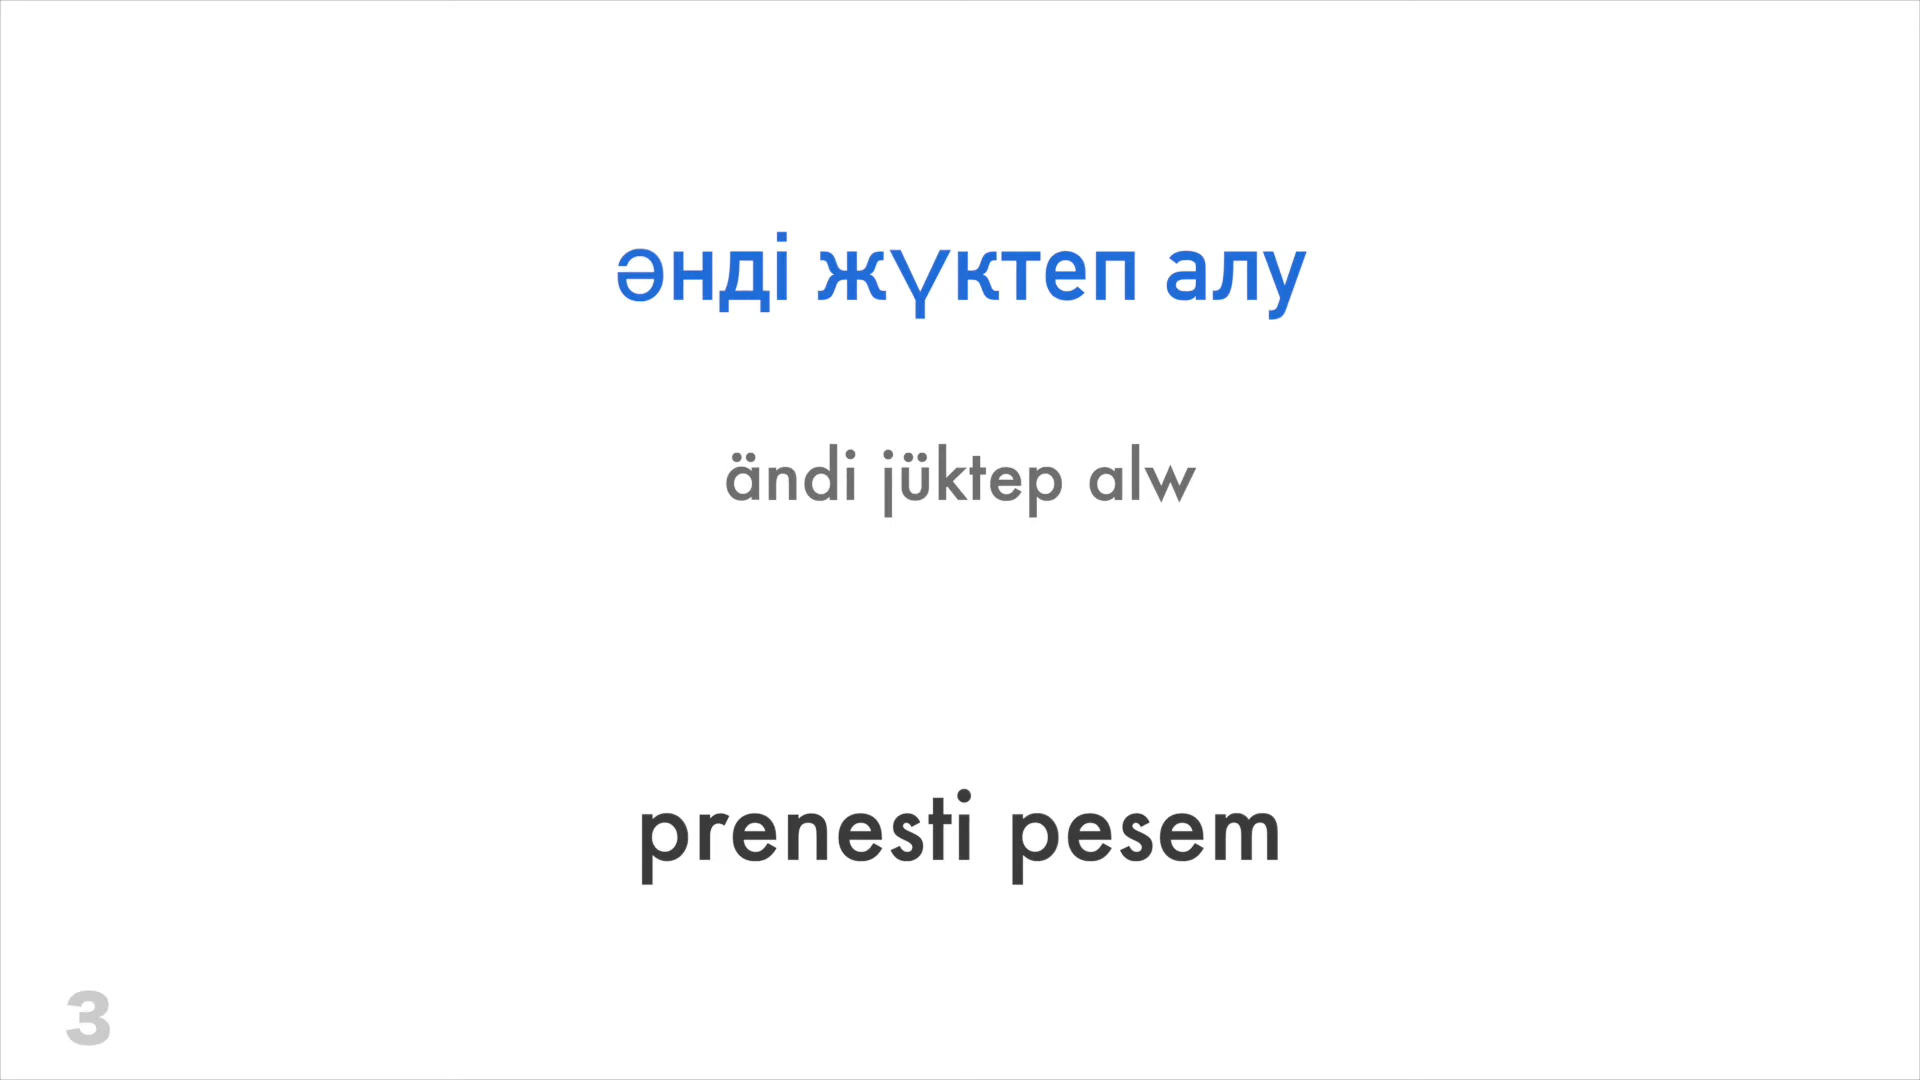 әнді жүктеп алу
ändi jüktep alw
prenesti pesem
3